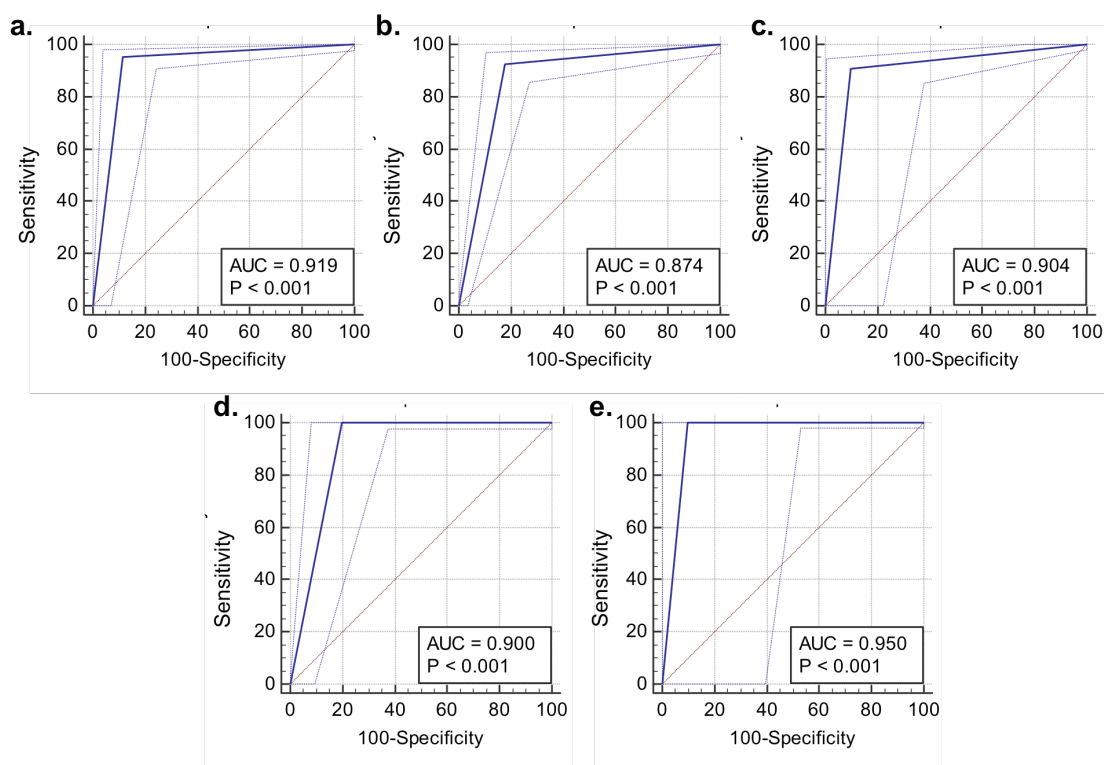 a.
100
80
60
40
20
0
Sensitivity
AUC = 0.919
P < 0.001
0 20 40 60 80 100
100-Specificity
b.
100
80
60
40
20
0
Sensitivity
AUC = 0.874
P < 0.001
0 20 40 60 80 100
100-Specificity
c.
100
80
60
40
20
0
Sensitivity
AUC = 0.904
P < 0.001
0 20 40 60 80 100
100-Specificity
d.
100
80
60
40
20
0
Sensitivity
AUC = 0.900
P < 0.001
0 20 40 60 80 100
100-Specificity
e.
100
80
60
40
20
0
Sensitivity
AUC = 0.950
P < 0.001
0 20 40 60 80 100
100-Specificity